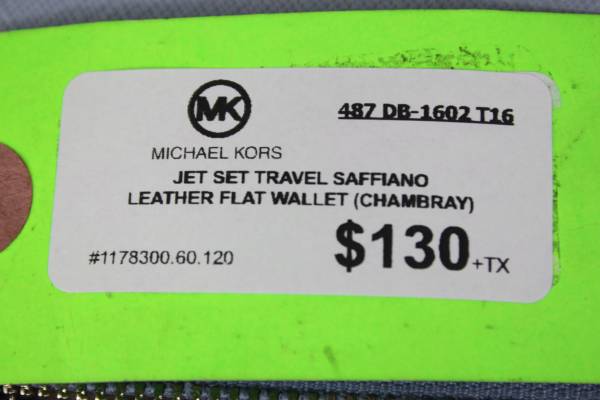 MK
487 DB-1602 T16
MICHAEL KORS
JET SET TRAVEL SAFFIANO
LEATHER FLAT WALLET (CHAMBRAY)
#1178300.60.120
$130 +TX